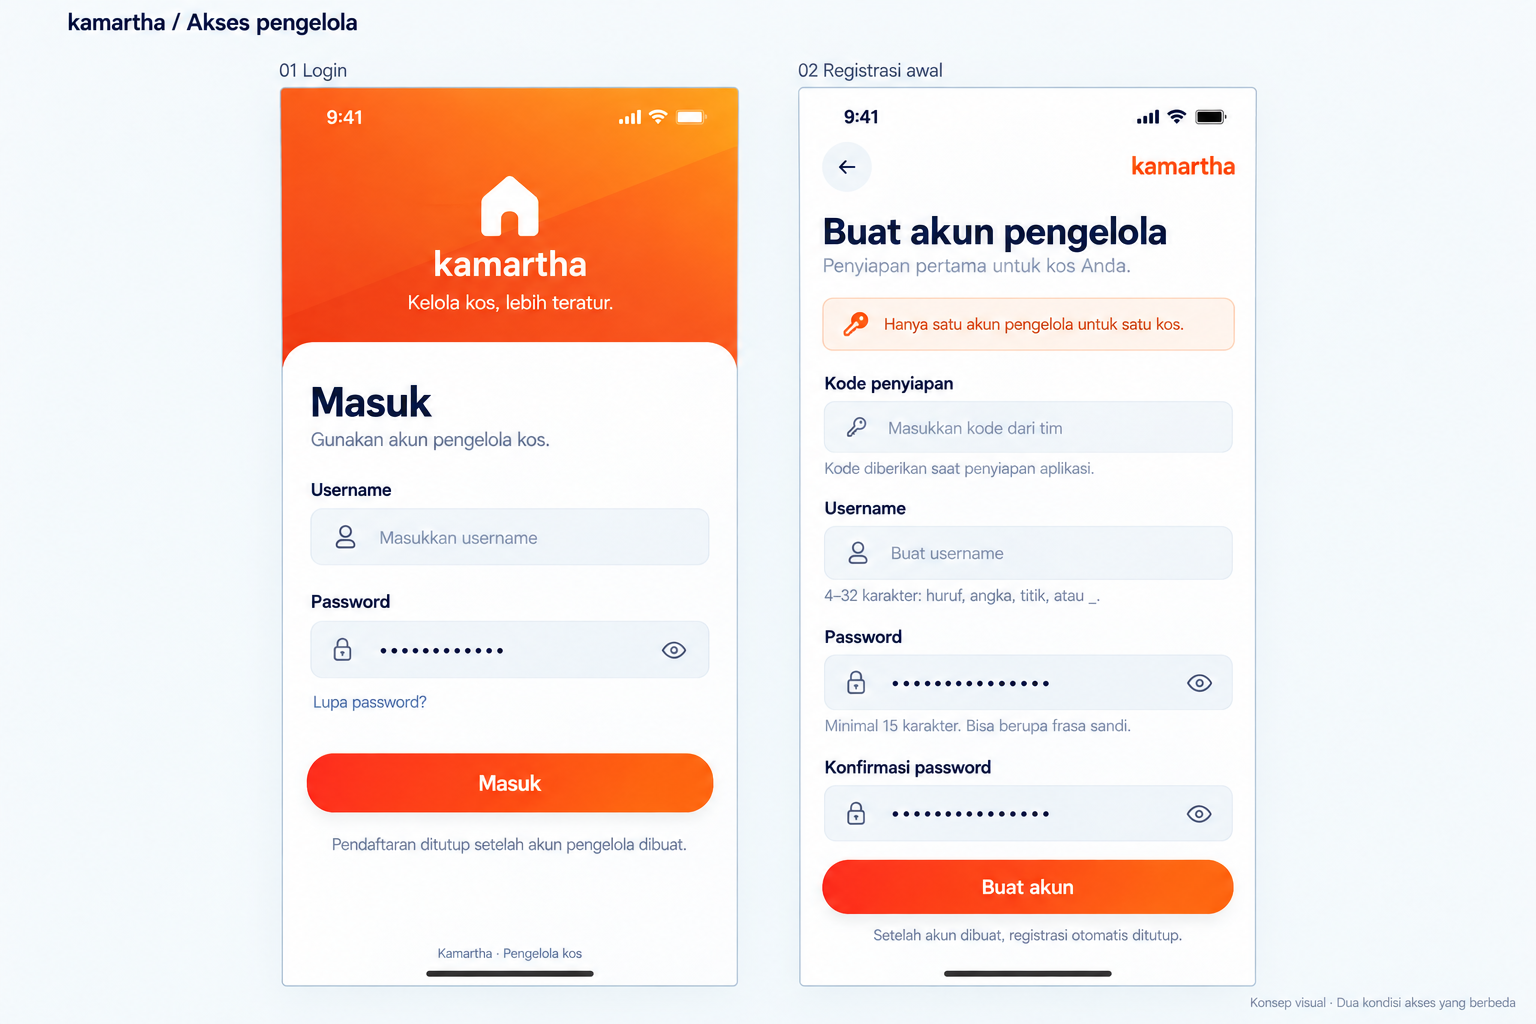 kamartha / Akses pengelola
01 Login
9:41
kamartha
Kelola kos, lebih teratur.
Masuk
Gunakan akun pengelola kos.
Username
Masukkan username
Password
••••••••••••
Lupa password?
Masuk
Pendaftaran ditutup setelah akun pengelola dibuat.
Kamartha · Pengelola kos
02 Registrasi awal
9:41
kamartha
Buat akun pengelola
Penyiapan pertama untuk kos Anda.
Hanya satu akun pengelola untuk satu kos.
Kode penyiapan
Masukkan kode dari tim
Kode diberikan saat penyiapan aplikasi.
Username
Buat username
4–32 karakter: huruf, angka, titik, atau _.
Password
•••••••••••••••
Minimal 15 karakter. Bisa berupa frasa sandi.
Konfirmasi password
•••••••••••••••
Buat akun
Setelah akun dibuat, registrasi otomatis ditutup.
Konsep visual · Dua kondisi akses yang berbeda